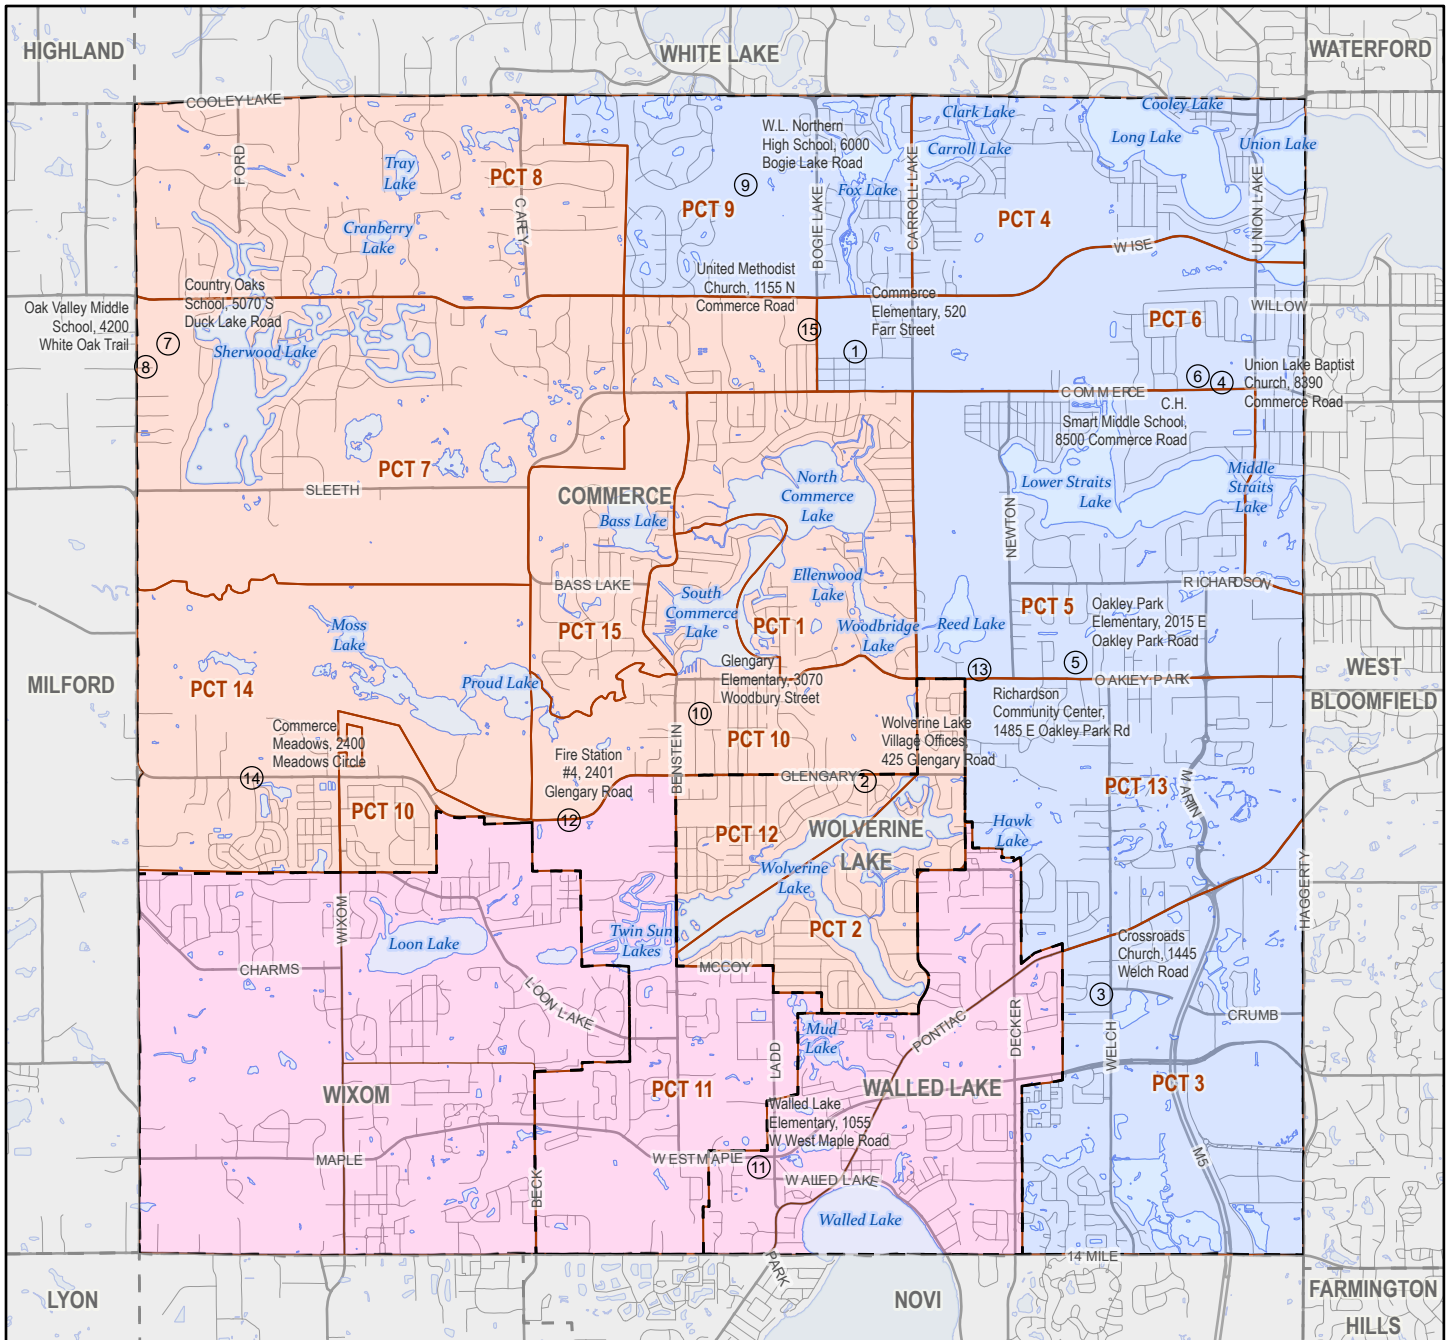 HIGHLAND
WHITE LAKE
WATERFORD
COOLEY LAKE
Cooley Lake
Clark Lake
W.L. Northern
High School, 6000
Bogie Lake Road
Long Lake
Union Lake
Carroll Lake
FORD
Tray
Lake
PCT 8
9
Fox Lake
CAREY
PCT 9
BOGIE LAKE
CARROLL LAKE
PCT 4
UNION LAKE
Cranberry
Lake
WISE
United Methodist
Church, 1155 N
Commerce Road
Country Oaks
School, 5070 S
Duck Lake Road
Commerce
Elementary, 520
Farr Street
Oak Valley Middle
School, 4200
White Oak Trail
WILLOW
PCT 6
15
7
8
Sherwood Lake
1
Union Lake Baptist
Church, 8390
Commerce Road
6
4
COMMERCE
C.H.
Smart Middle School,
8500 Commerce Road
PCT 7
SLEETH
COMMERCE
Bass Lake
North
Commerce
Lake
Lower Straits
Lake
Middle
Straits
Lake
NEWTON
BASS LAKE
Ellenwood
Lake
RICHARDSON
South
Commerce
Lake
PCT 5
Oakley Park
Elementary, 2015 E
Oakley Park Road
Moss
Lake
PCT 15
PCT 1
Woodbridge
Lake
Reed Lake
5
13
OAKLEY PARK
WEST
BLOOMFIELD
MILFORD
PCT 14
Proud Lake
Glengary
Elementary, 3070
Woodbury Street
Richardson
Community Center,
1485 E Oakley Park Rd
10
Commerce
Meadows, 2400
Meadows Circle
PCT 10
Wolverine Lake
Village Offices,
425 Glengary Road
Fire Station
#4, 2401
Glengary Road
BENSTEIN
14
GLENGARY
2
PCT 13
MARTIN
PCT 10
12
PCT 12
WOLVERINE
LAKE
Hawk
Lake
Wolverine
Lake
HAGGERTY
WIXOM
Loon Lake
Twin Sun
Lakes
PCT 2
Crossroads
Church, 1445
Welch Road
CHARMS
MCCOY
3
LOON LAKE
Mud
Lake
PONTIAC
DECKER
WELCH
CRUMB
LADD
WIXOM
PCT 11
WALLED LAKE
PCT 3
Walled Lake
Elementary, 1055
W West Maple Road
MAPLE
WEST MAPLE
11
M5
BECK
WALLED LAKE
Walled Lake
PARK
14 MILE
LYON
NOVI
FARMINGTON
HILLS